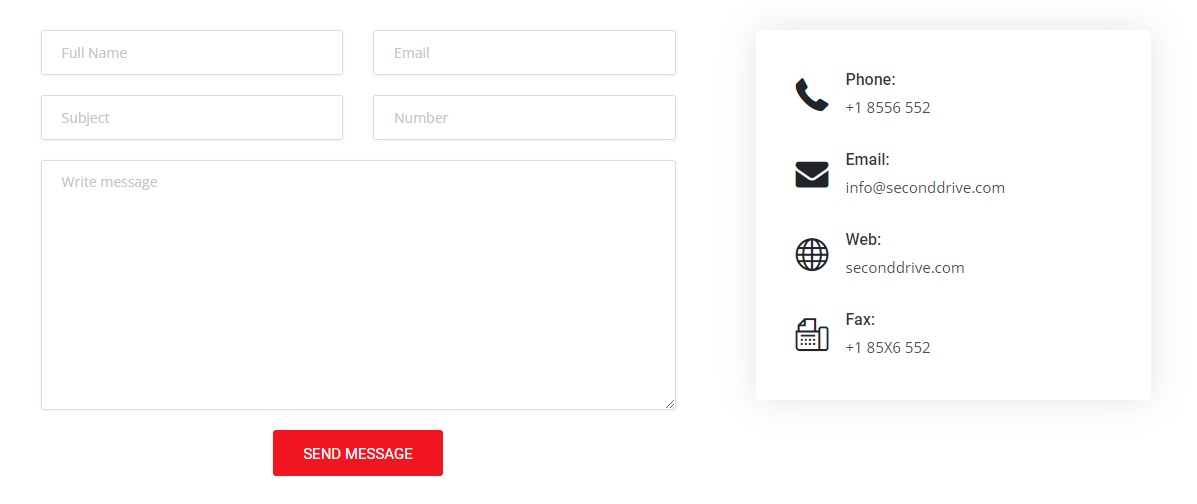 Full Name
Email
Subject
Number
Write message
SEND MESSAGE
Phone:
+1 8556 552
Email:
info@seconddrive.com
Web:
seconddrive.com
Fax:
+1 85X6 552